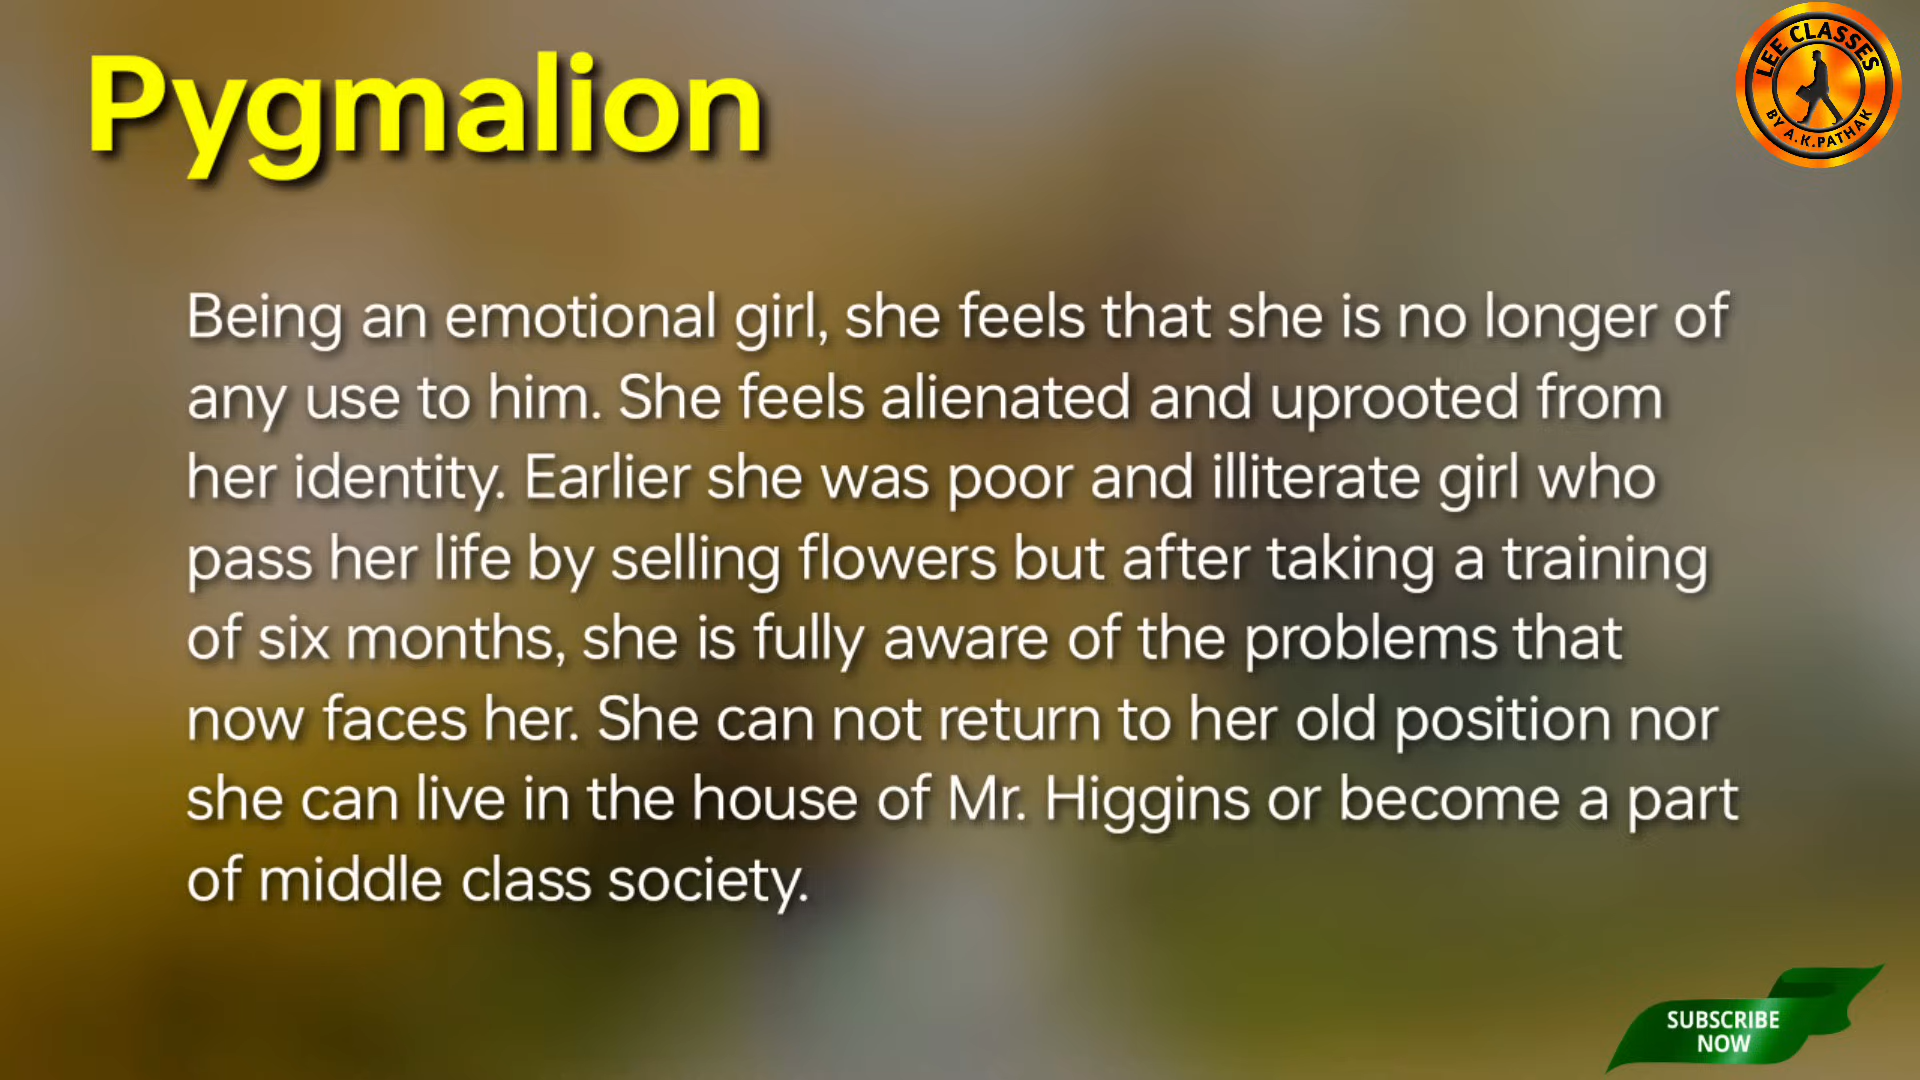 Pygmalion
LEE CLASSES
BY A.K.PATHAK
Being an emotional girl, she feels that she is no longer of
any use to him. She feels alienated and uprooted from
her identity. Earlier she was poor and illiterate girl who
pass her life by selling flowers but after taking a training
of six months, she is fully aware of the problems that
now faces her. She can not return to her old position nor
she can live in the house of Mr. Higgins or become a part
of middle class society.
SUBSCRIBE
NOW